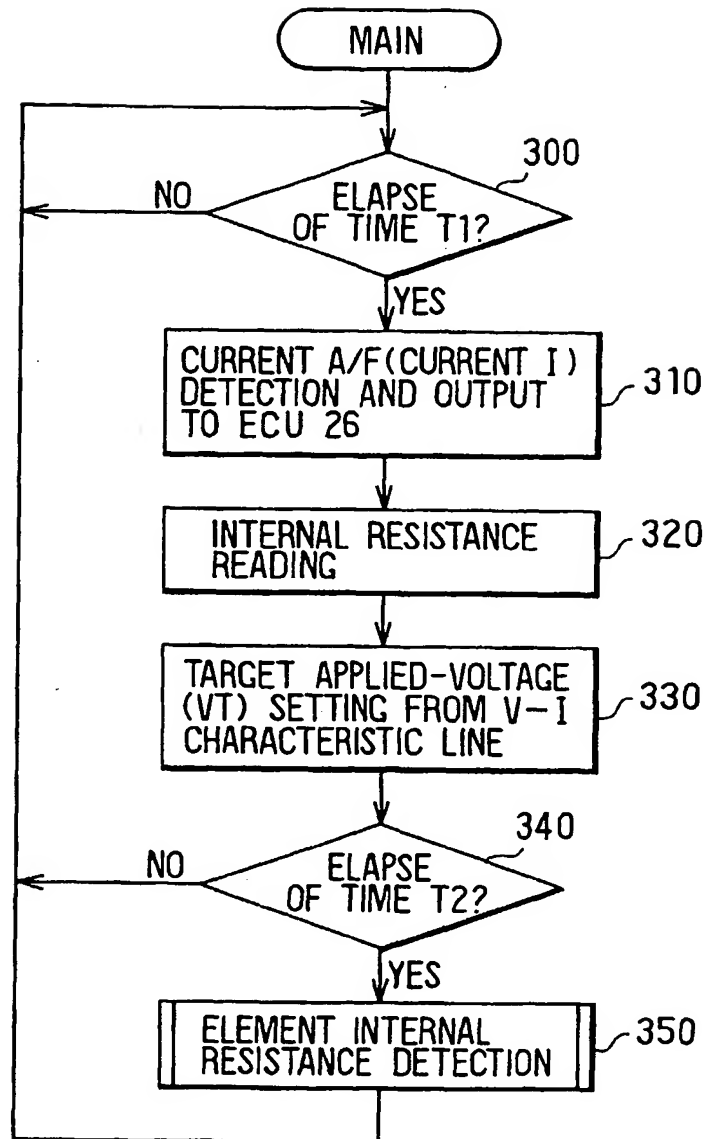 MAIN
300
NO
ELAPSE
OF TIME T1?
YES
CURRENT A/F(CURRENT I)
DETECTION AND OUTPUT
TO ECU 26
310
INTERNAL RESISTANCE
READING
320
TARGET APPLIED-VOLTAGE
(VT) SETTING FROM V-I
CHARACTERISTIC LINE
330
340
NO
ELAPSE
OF TIME T2?
YES
ELEMENT INTERNAL
RESISTANCE DETECTION
350